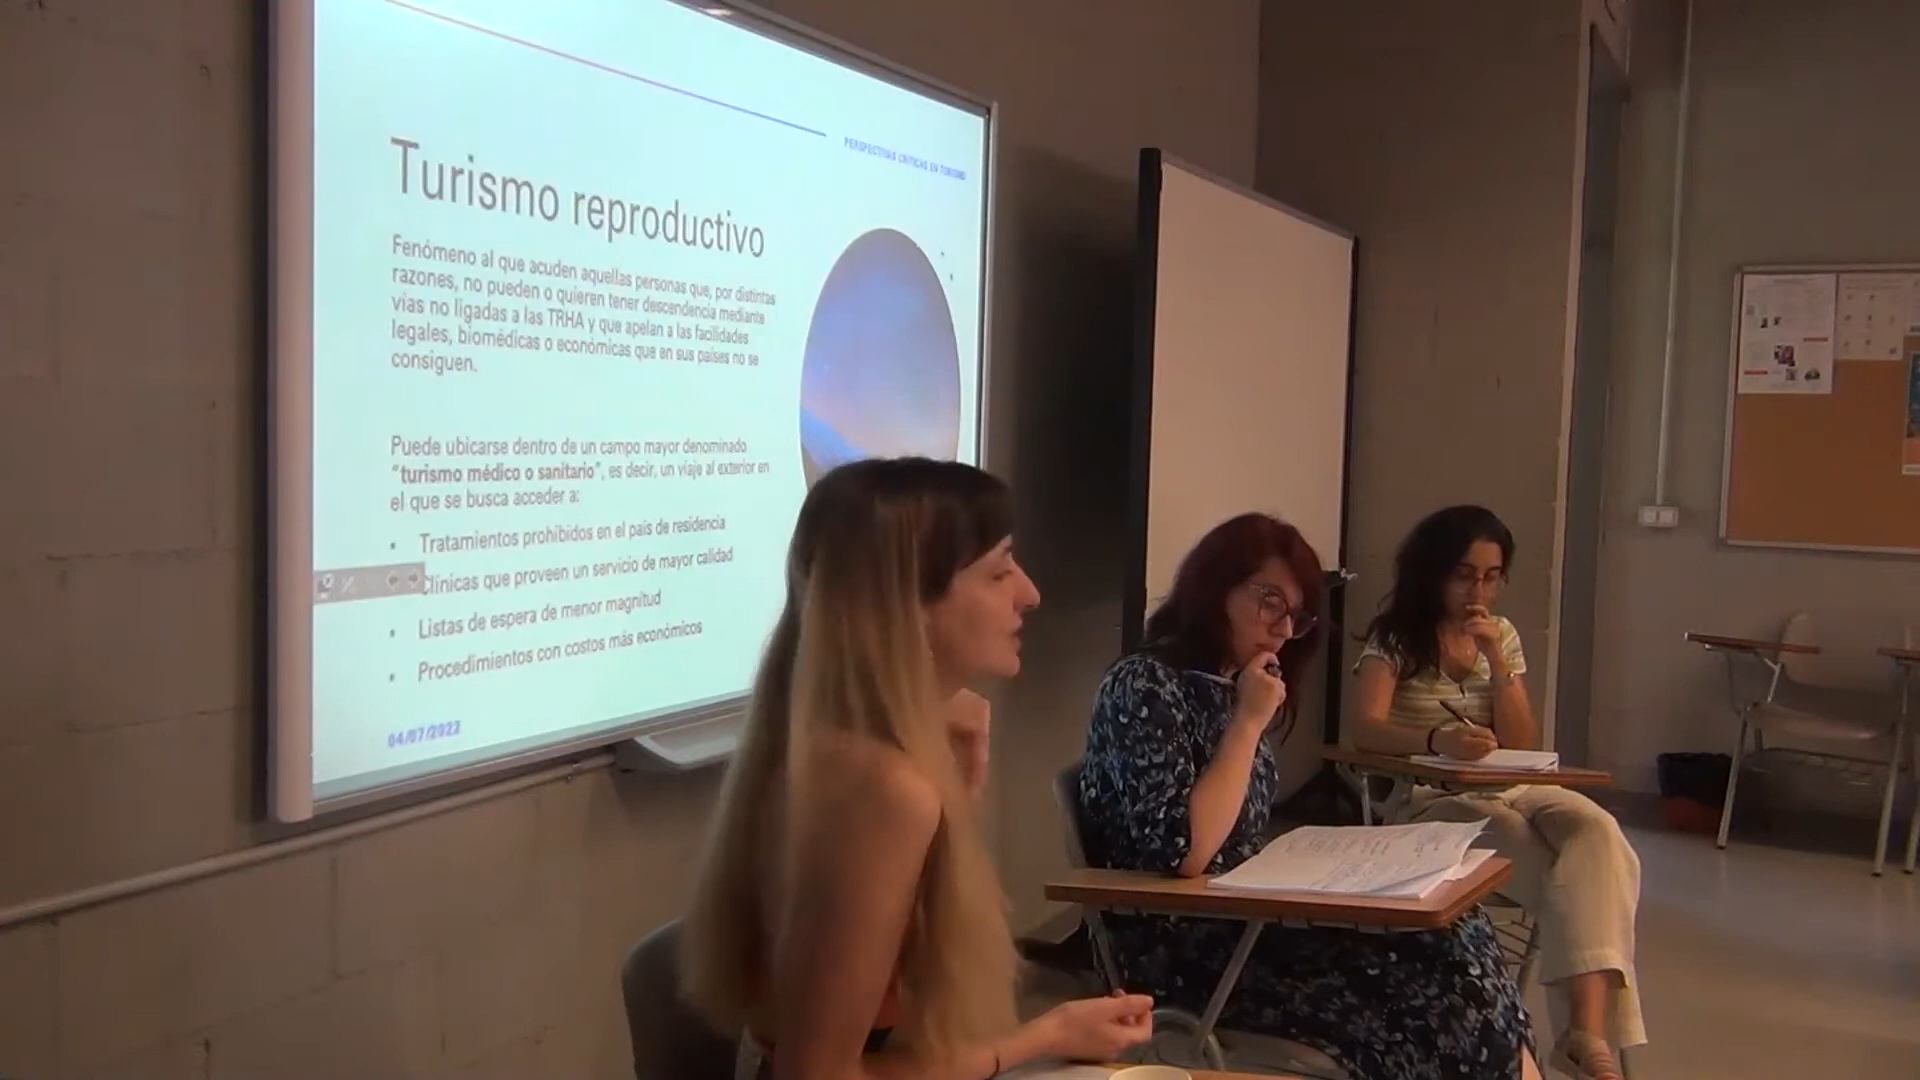 PERSPECTIVAS CRÍTICAS EN TURISMO
Turismo reproductivo
Fenómeno al que acuden aquellas personas que, por distintas
razones, no pueden o quieren tener descendencia mediante
vías no ligadas a las TRHA y que apelan a las facilidades
legales, biomédicas o económicas que en sus países no se
consiguen.
Puede ubicarse dentro de un campo mayor denominado
“turismo médico o sanitario”, es decir, un viaje al exterior en
el que se busca acceder a:
• Tratamientos prohibidos en el país de residencia
Clínicas que proveen un servicio de mayor calidad
• Listas de espera de menor magnitud
• Procedimientos con costos más económicos
04/07/2022